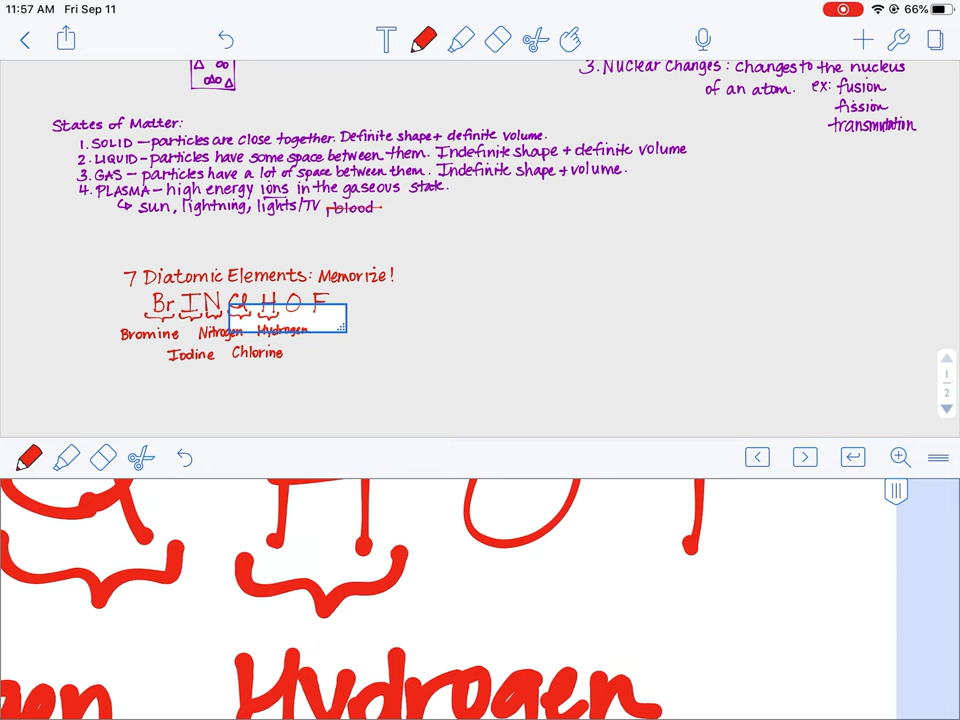 11:57 AM Fri Sep 11
66%
T
3. Nuclear Changes: Changes to the nucleus
of an atom. ex: fusion
fission
transmutation
States of Matter:
1. SOLID – particles are close together. Definite shape + definite volume.
2. LIQUID – particles have some space between them. Indefinite shape + definite volume
3. GAS – particles have a lot of space between them. Indefinite shape + volume.
4. PLASMA – high energy ions in the gaseous state.
↳ sun, lightning, lights/TV blood
7 Diatomic Elements: Memorize!
Br I N Cl H O F
Bromine Nitrogen Hydrogen
Iodine Chlorine
1
2
Hydrogen